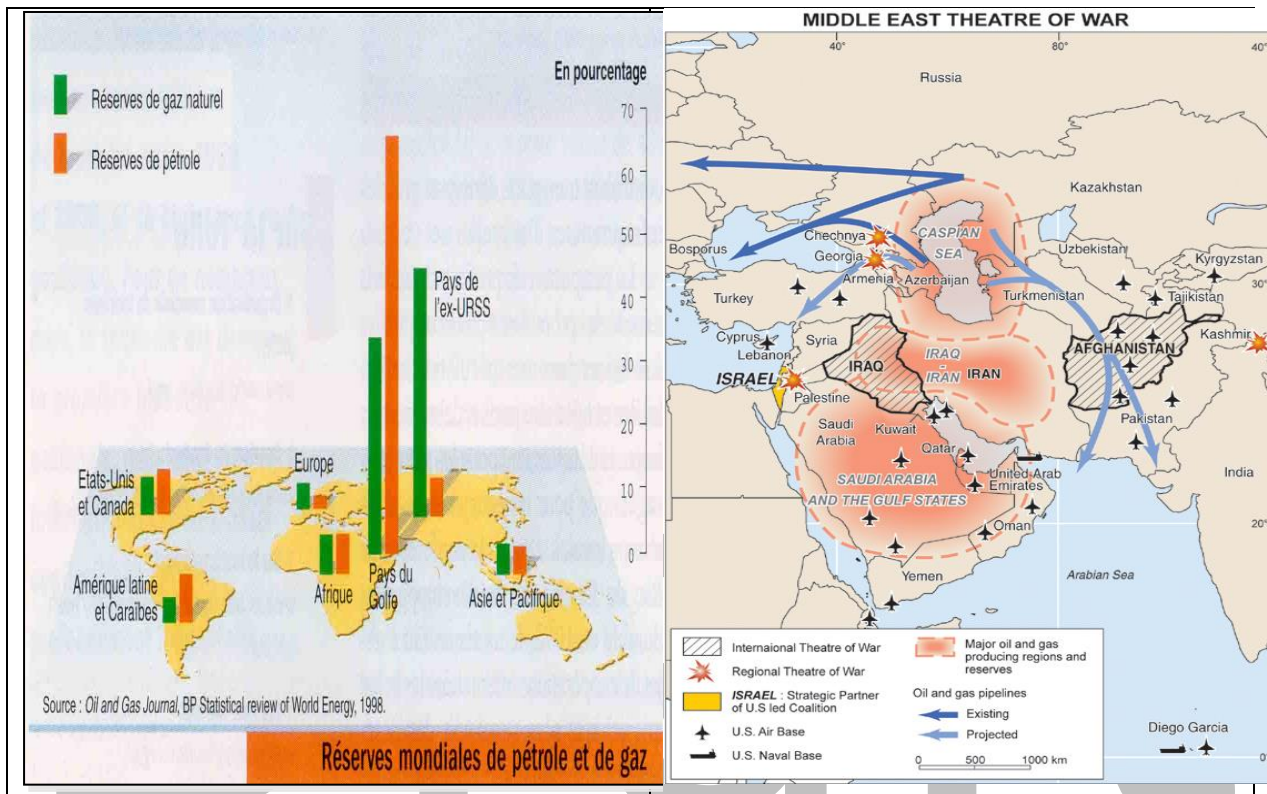 En pourcentage
Réserves de gaz naturel
Réserves de pétrole
70
60
50
40
30
20
10
0
Pays de
l'ex-URSS
Europe
Etats-Unis
et Canada
Amérique latine
et Caraïbes
Afrique
Pays du
Golfe
Asie et Pacifique
Source : Oil and Gas Journal, BP Statistical review of World Energy, 1998.
Réserves mondiales de pétrole et de gaz
MIDDLE EAST THEATRE OF WAR
40°
80°
40°
Russia
Kazakhstan
Chechnya
CASPIAN
SEA
Bosporus
Georgia
Uzbekistan
Kyrgyzstan
Armenia
Azerbaijan
Turkey
Turkmenistan
Tajikistan
Cyprus
Syria
Kashmir
Lebanon
AFGHANISTAN
IRAQ
IRAQ
-
IRAN
IRAN
ISRAEL
Palestine
Pakistan
Saudi
Arabia
Kuwait
Qatar
United Arab
Emirates
India
SAUDI ARABIA
AND THE GULF STATES
Oman
20°
Yemen
Arabian Sea
Internaional Theatre of War
Regional Theatre of War
ISRAEL : Strategic Partner
of U.S led Coalition
U.S. Air Base
U.S. Naval Base
Major oil and gas
producing regions and
reserves
Oil and gas pipelines
Existing
Projected
0 500 1000 km
Diego Garcia
0°